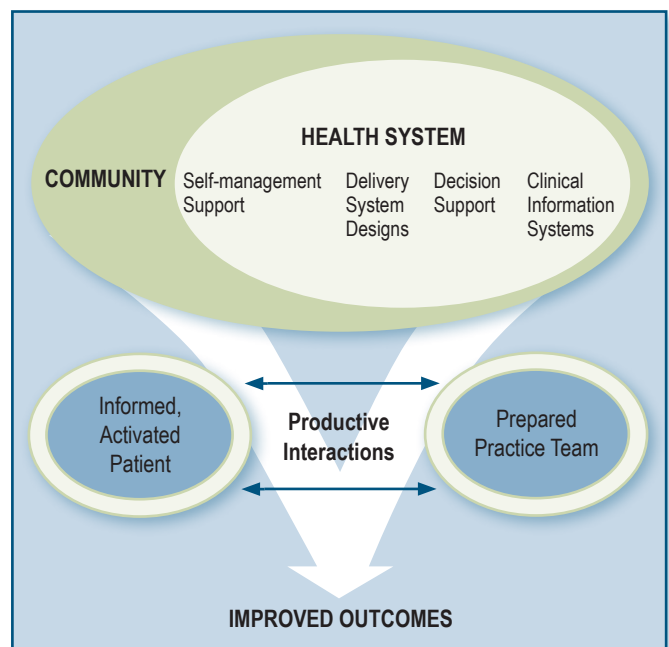 HEALTH SYSTEM
COMMUNITY
Self-management
Support
Delivery
System
Designs
Decision
Support
Clinical
Information
Systems
Informed,
Activated
Patient
Productive
Interactions
Prepared
Practice Team
IMPROVED OUTCOMES